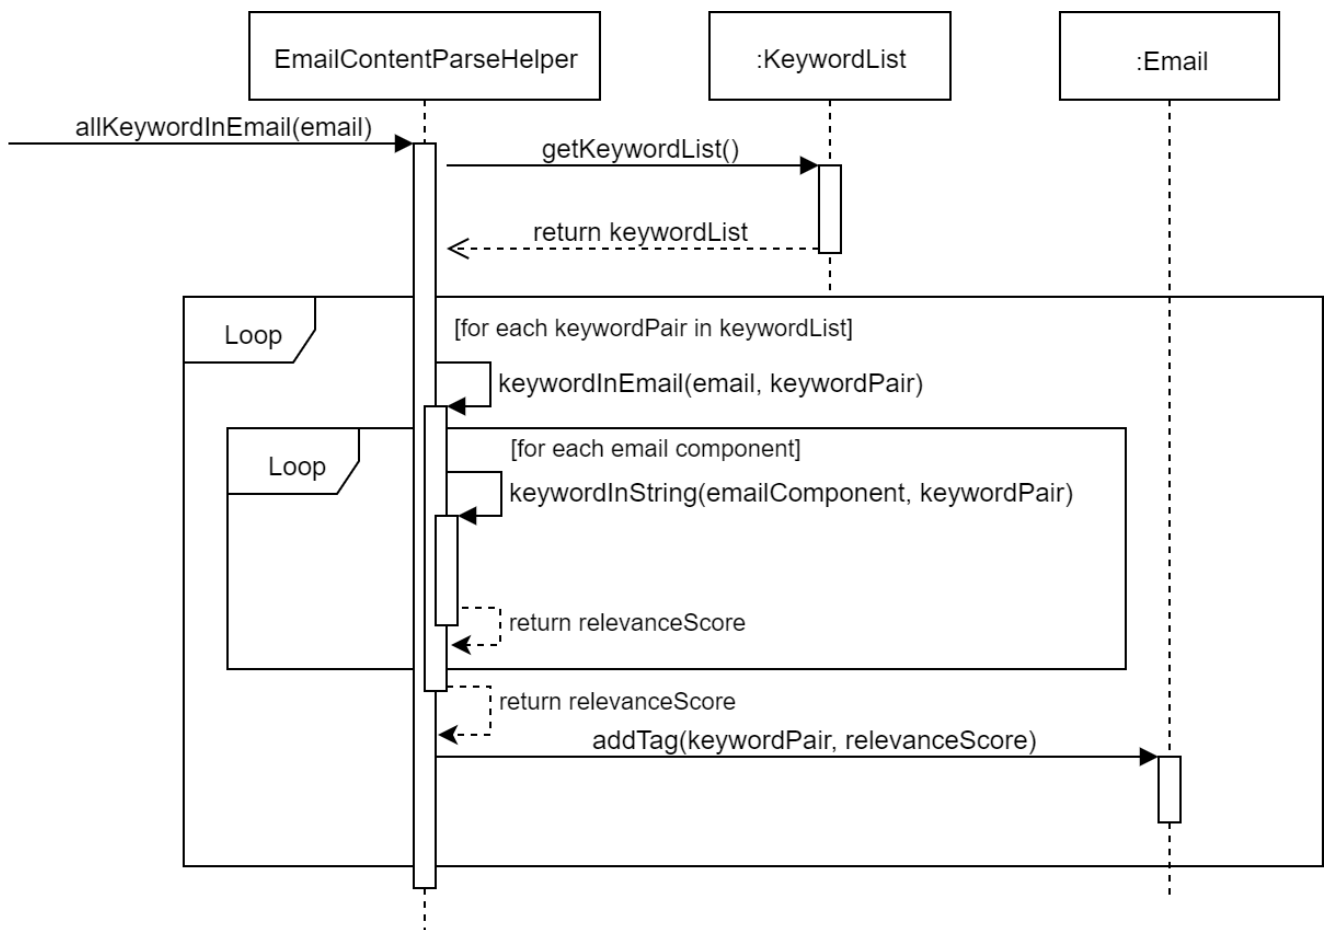 EmailContentParseHelper
:KeywordList
:Email
allKeywordInEmail(email)
getKeywordList()
return keywordList
Loop
[for each keywordPair in keywordList]
keywordInEmail(email, keywordPair)
Loop
[for each email component]
keywordInString(emailComponent, keywordPair)
return relevanceScore
return relevanceScore
addTag(keywordPair, relevanceScore)